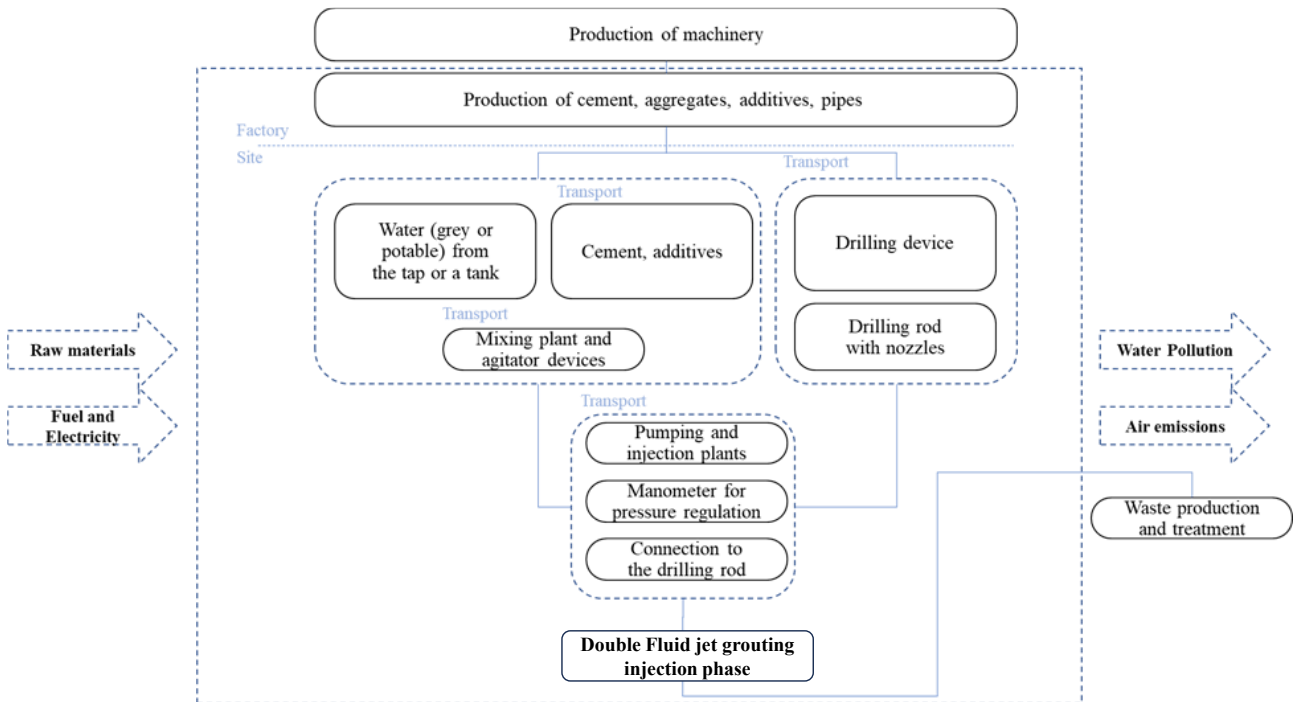 Production of machinery
Production of cement, aggregates, additives, pipes
Factory
Site
Transport
Transport
Water (grey or
potable) from
the tap or a tank
Cement, additives
Drilling device
Transport
Mixing plant and
agitator devices
Drilling rod
with nozzles
Raw materials
Fuel and
Electricity
Water Pollution
Air emissions
Transport
Pumping and
injection plants
Manometer for
pressure regulation
Connection to
the drilling rod
Waste production
and treatment
Double Fluid jet grouting
injection phase